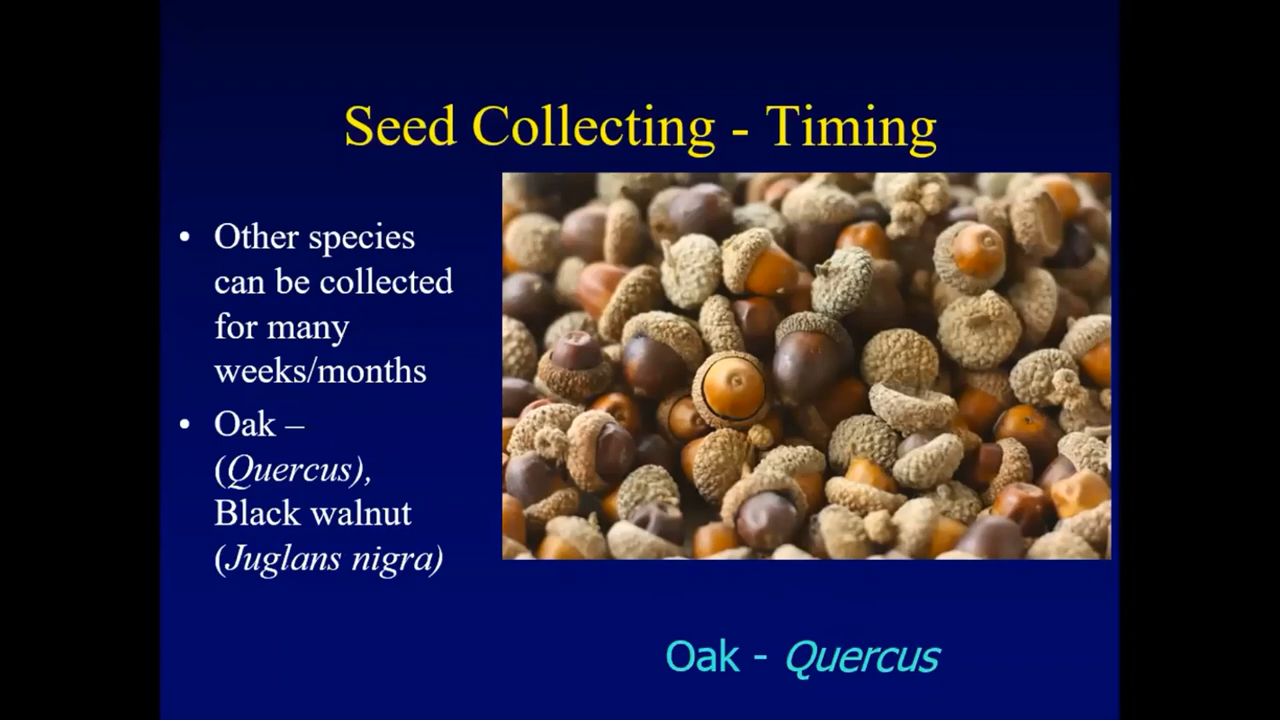 Seed Collecting - Timing
• Other species
can be collected
for many
weeks/months
• Oak –
(Quercus),
Black walnut
(Juglans nigra)
Oak - Quercus